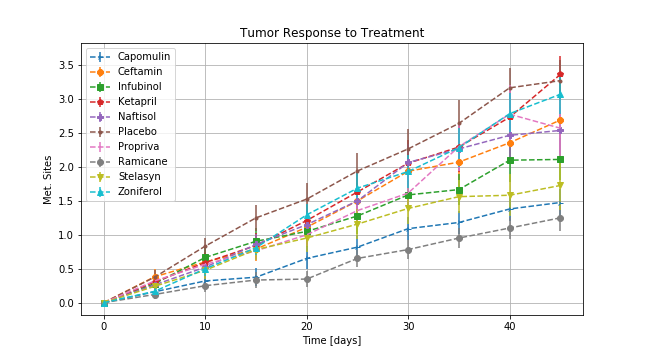 Tumor Response to Treatment
Met. Sites
3.5
3.0
2.5
2.0
1.5
1.0
0.5
0.0
Capomulin
Ceftamin
Infubinol
Ketapril
Naftisol
Placebo
Propriva
Ramicane
Stelasyn
Zoniferol
0 10 20 30 40
Time [days]